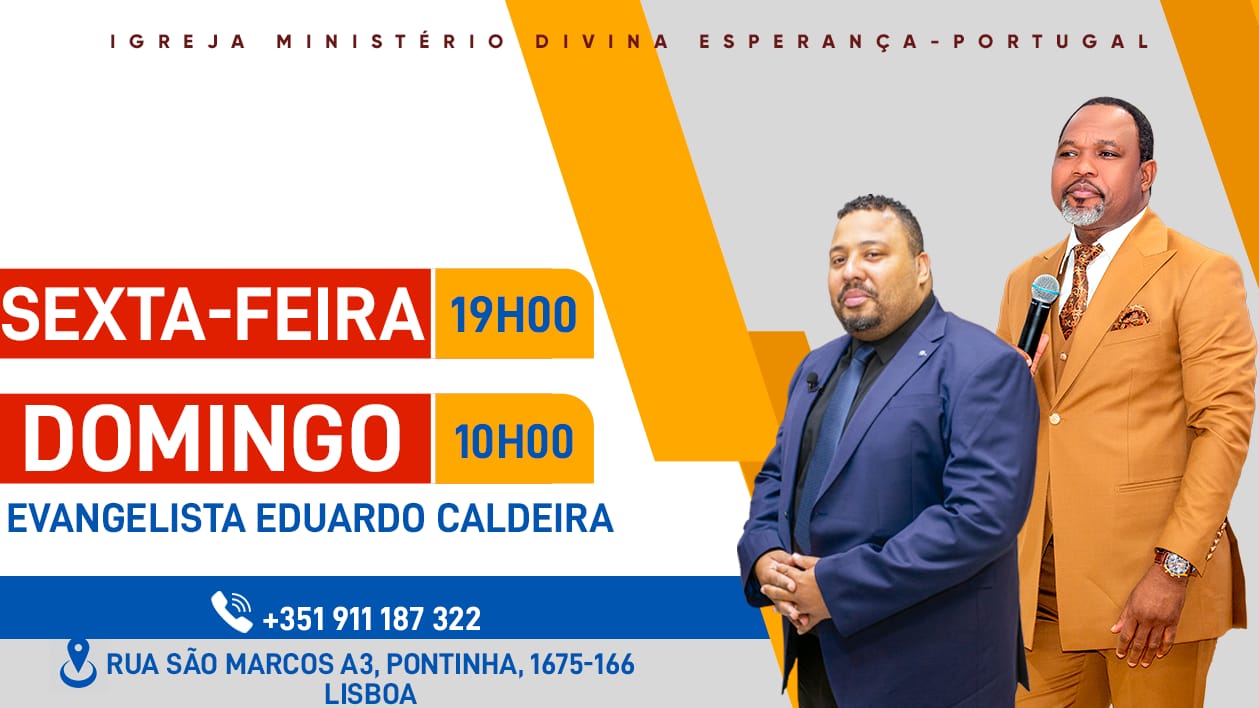 IGREJA MINISTÉRIO DIVINA ESPERANÇA-PORTUGAL
SEXTA-FEIRA 19H00
DOMINGO 10H00
EVANGELISTA EDUARDO CALDEIRA
+351 911 187 322
RUA SÃO MARCOS A3, PONTINHA, 1675-166
LISBOA